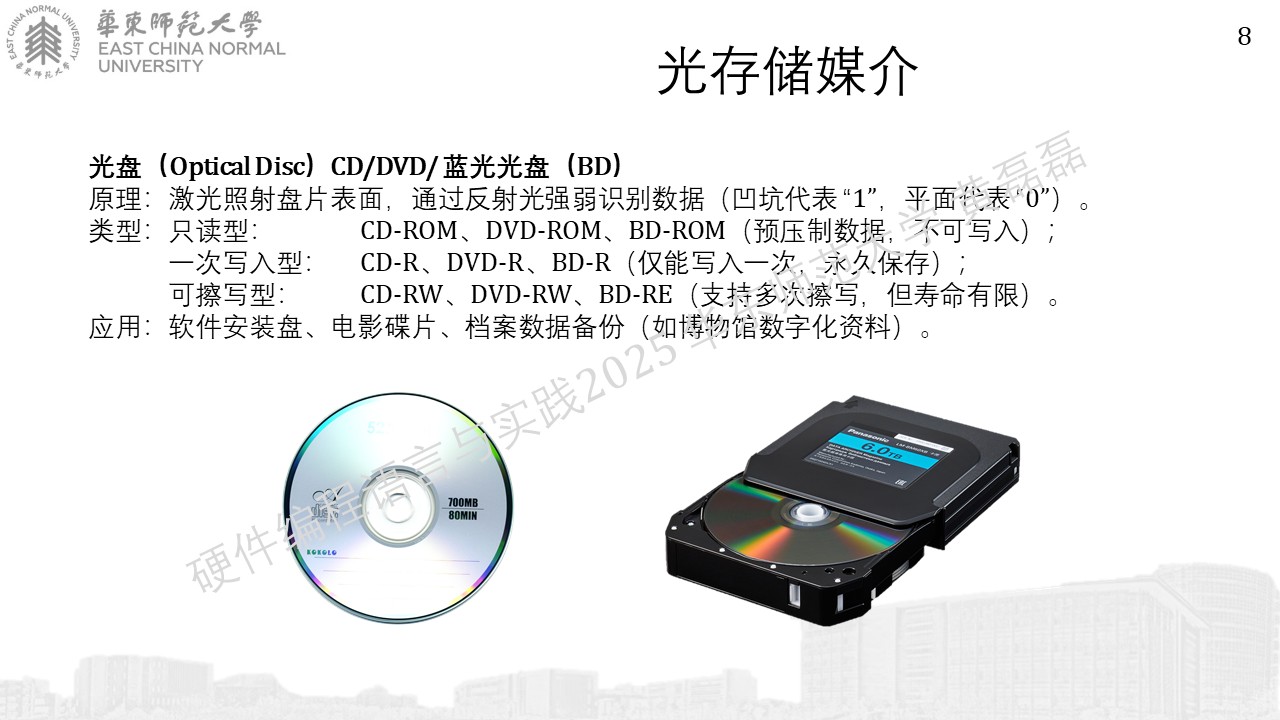 華東師範大學
EAST CHINA NORMAL
UNIVERSITY
8
光存储媒介
光盘（Optical Disc）CD/DVD/ 蓝光光盘（BD）
原理：激光照射盘片表面，通过反射光强弱识别数据（凹坑代表 “1”，平面代表 “0”）。
类型：只读型： CD-ROM、DVD-ROM、BD-ROM（预压制数据，不可写入）；
一次写入型： CD-R、DVD-R、BD-R（仅能写入一次，永久保存）；
可擦写型： CD-RW、DVD-RW、BD-RE（支持多次擦写，但寿命有限）。
应用：软件安装盘、电影碟片、档案数据备份（如博物馆数字化资料）。
硬件编程语言与实践2025 华东师范大学 黄磊磊
700MB
80MIN
KOKOLO
Panasonic
6.0TB